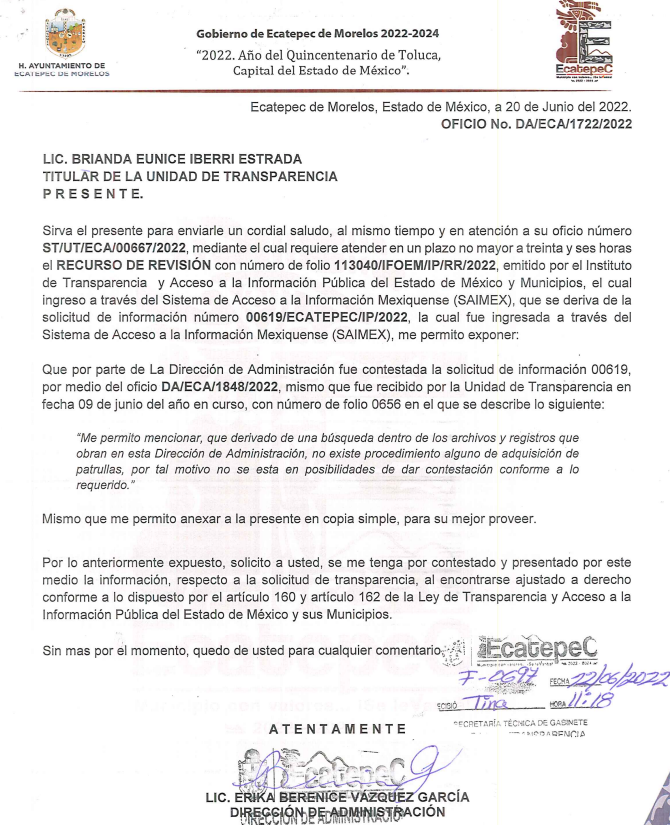 Gobierno de Ecatepec de Morelos 2022-2024
"2022. Año del Quincentenario de Toluca,
Capital del Estado de México".
H. AYUNTAMIENTO DE
ECATEPEC DE MORELOS
EcatepeC
Ecatepec de Morelos, Estado de México, a 20 de Junio del 2022.
OFICIO No. DA/ECA/1722/2022
LIC. BRIANDA EUNICE IBERRI ESTRADA
TITULAR DE LA UNIDAD DE TRANSPARENCIA
P R E S E N T E.
Sirva el presente para enviarle un cordial saludo, al mismo tiempo y en atención a su oficio número
ST/UT/ECA/00667/2022, mediante el cual requiere atender en un plazo no mayor a treinta y ses horas
el RECURSO DE REVISIÓN con número de folio 113040/IFOEM/IP/RR/2022, emitido por el Instituto
de Transparencia y Acceso a la Información Pública del Estado de México y Municipios, el cual
ingreso a través del Sistema de Acceso a la Información Mexiquense (SAIMEX), que se deriva de la
solicitud de información número 00619/ECATEPEC/IP/2022, la cual fue ingresada a través del
Sistema de Acceso a la Información Mexiquense (SAIMEX), me permito exponer:
Que por parte de La Dirección de Administración fue contestada la solicitud de información 00619,
por medio del oficio DA/ECA/1848/2022, mismo que fue recibido por la Unidad de Transparencia en
fecha 09 de junio del año en curso, con número de folio 0656 en el que se describe lo siguiente:
"Me permito mencionar, que derivado de una búsqueda dentro de los archivos y registros que
obran en esta Dirección de Administración, no existe procedimiento alguno de adquisición de
patrullas, por tal motivo no se esta en posibilidades de dar contestación conforme a lo
requerido."
Mismo que me permito anexar a la presente en copia simple, para su mejor proveer.
Por lo anteriormente expuesto, solicito a usted, se me tenga por contestado y presentado por este
medio la información, respecto a la solicitud de transparencia, al encontrarse ajustado a derecho
conforme a lo dispuesto por el artículo 160 y artículo 162 de la Ley de Transparencia y Acceso a la
Información Pública del Estado de México y sus Municipios.
Sin mas por el momento, quedo de usted para cualquier comentario.
EcatepeC
F-0697 FECHA 22/06/2022
ECIBIÓ Tina HORA 11:18
SECRETARÍA TÉCNICA DE GABINETE
TRANSPARENCIA
A T E N T A M E N T E
EcatepeC
LIC. ERIKA BERENICE VÁZQUEZ GARCÍA
DIRECCIÓN DE ADMINISTRACIÓN
DIRECCIÓN DE ADMINISTRACIÓN